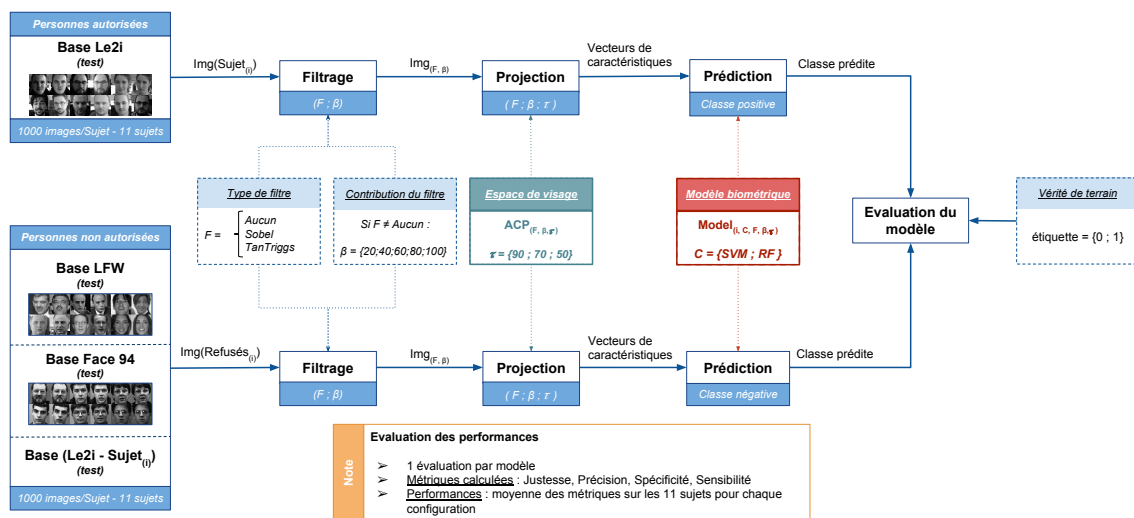 Personnes autorisées
Base Le2i
(test)
1000 images/Sujet - 11 sujets
Img(Sujet(i))
Filtrage
(F ; β)
Img(F, β)
Projection
( F ; β ; τ )
Vecteurs de
caractéristiques
Prédiction
Classe positive
Classe prédite
Type de filtre
F =
Aucun
Sobel
TanTriggs
Contribution du filtre
Si F ≠ Aucun :
β = {20;40;60;80;100}
Espace de visage
ACP(F, β,τ)
τ = {90 ; 70 ; 50}
Modèle biométrique
Model(i, C, F, β,τ)
C = {SVM ; RF }
Evaluation du
modèle
Vérité de terrain
étiquette = {0 ; 1}
Personnes non autorisées
Base LFW
(test)
Base Face 94
(test)
Base (Le2i - Sujet(i))
(test)
1000 images/Sujet - 11 sujets
Img(Refusés(i))
Filtrage
(F ; β)
Img(F, β)
Projection
( F ; β ; τ )
Vecteurs de
caractéristiques
Prédiction
Classe négative
Classe prédite
Note
Evaluation des performances
➢ 1 évaluation par modèle
➢ Métriques calculées : Justesse, Précision, Spécificité, Sensibilité
➢ Performances : moyenne des métriques sur les 11 sujets pour chaque
configuration